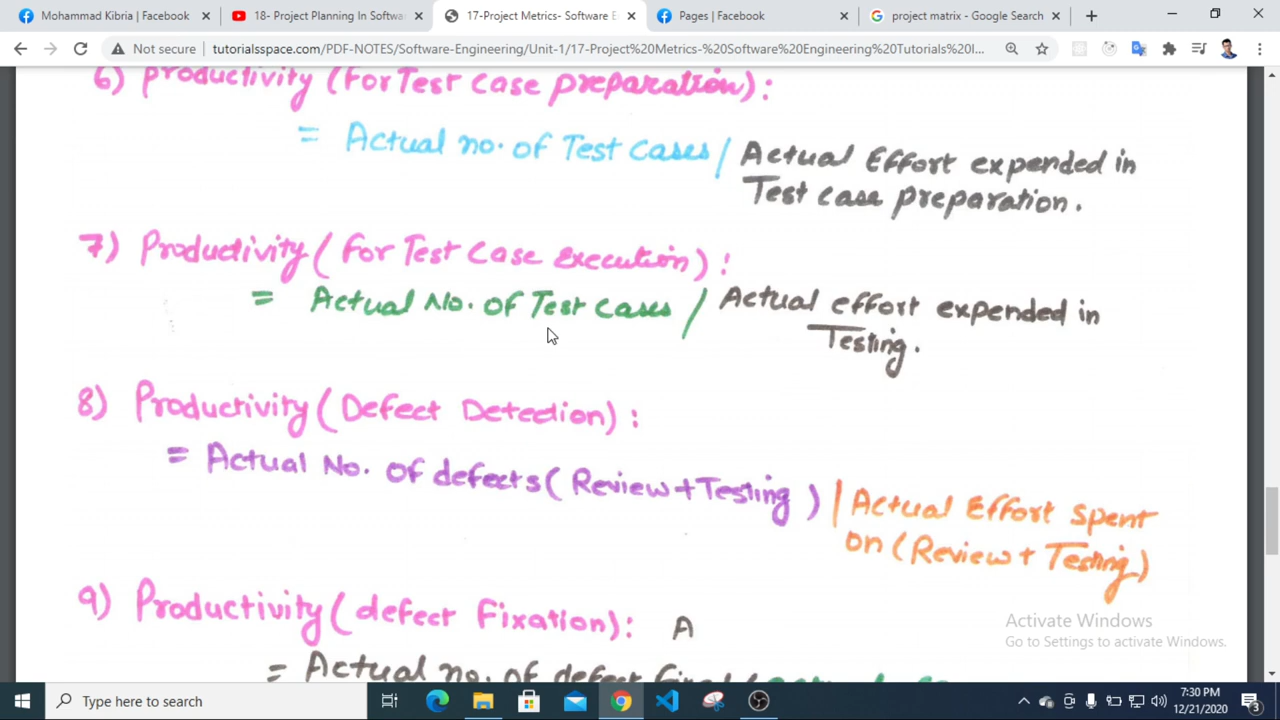 Mohammad Kibria | Facebook
18- Project Planning In Softwa
17-Project Metrics- Software E
Pages | Facebook
project matrix - Google Search
Not secure
tutorialsspace.com/PDF-NOTES/Software-Engineering/Unit-1/17-Project%20Metrics-%20Software%20Engineering%20Tutorials%20I...
6) Productivity (For Test Case Preparation):
= Actual no. of Test Cases / Actual Effort expended in
Test case preparation.
7) Productivity (For Test Case Execution):
= Actual No. of Test cases / Actual effort expended in
Testing.
8) Productivity (Defect Detection):
= Actual No. of defects (Review + Testing) / Actual Effort spent
on (Review + Testing)
9) Productivity (defect Fixation): A
= Actual no. of defect
Activate Windows
Go to Settings to activate Windows.
Type here to search
7:30 PM
12/21/2020
3